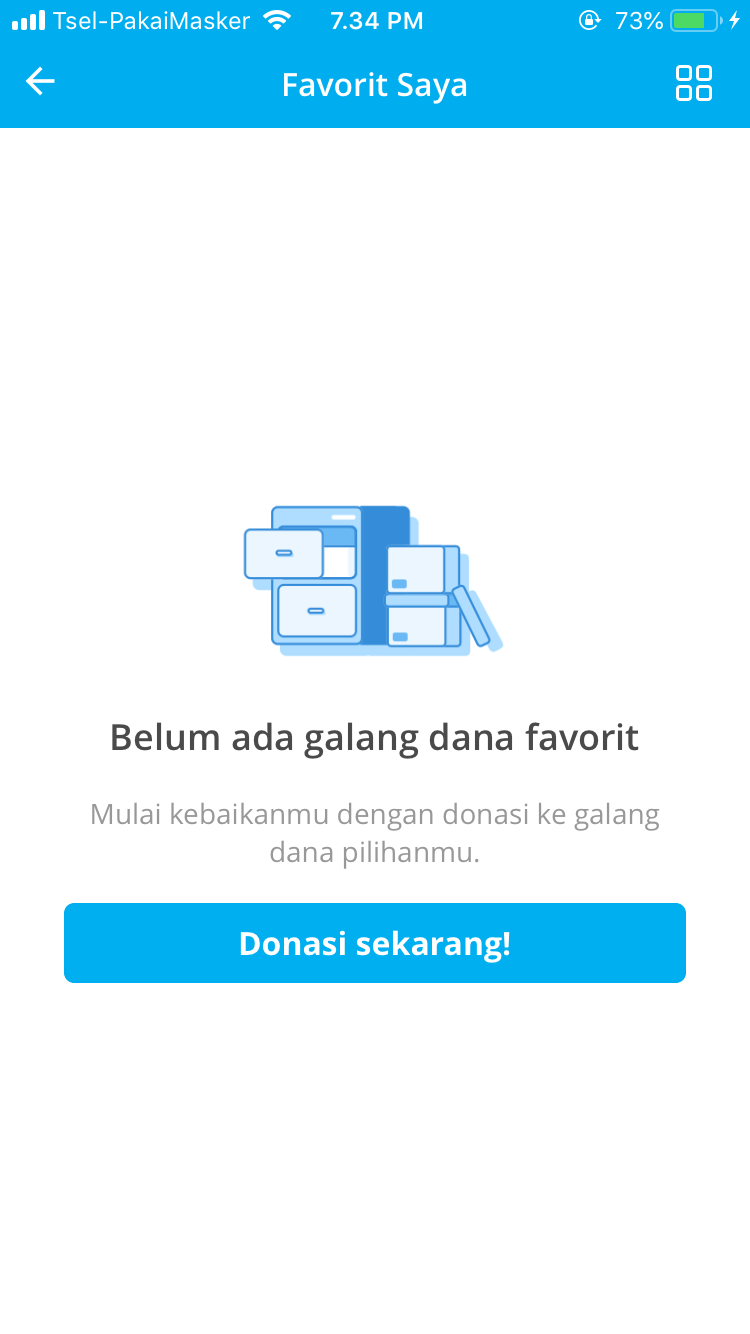 Tsel-PakaiMasker 7.34 PM 73%
Favorit Saya
Belum ada galang dana favorit
Mulai kebaikanmu dengan donasi ke galang
dana pilihanmu.
Donasi sekarang!